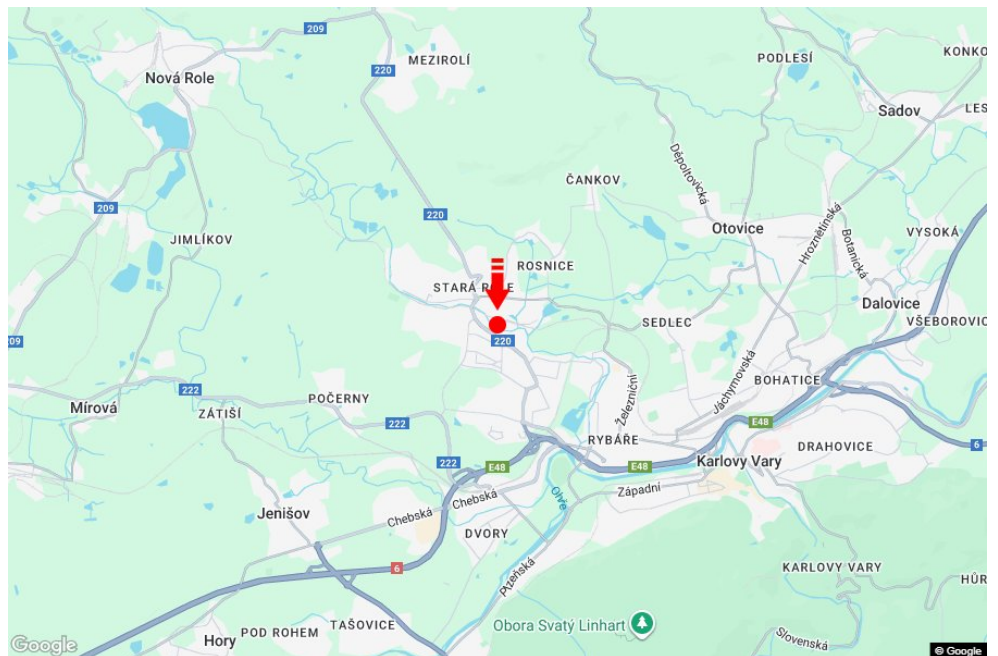 209
MEZIROLÍ
PODLESÍ
KONKO
Nová Role
220
Sadov
LES
Děpoltovická
ČANKOV
Hroznětínská
209
220
Otovice
Botanická
VYSOKÁ
JIMLÍKOV
ROSNICE
STARÁ ROLE
Dalovice
SEDLEC
VŠEBOROVIC
209
220
Železniční
Jáchymovská
BOHATICE
222
POČERNY
Mírová
ZÁTIŠÍ
222
E48
RYBÁŘE
DRAHOVICE
6
222
E48
E48
Karlovy Vary
Západní
Ohře
Chebská
Chebská
Jenišov
DVORY
Plzeňská
6
KARLOVY VARY
HŮR
TAŠOVICE
Obora Svatý Linhart
POD ROHEM
Hory
Slovenská
Google
© Google